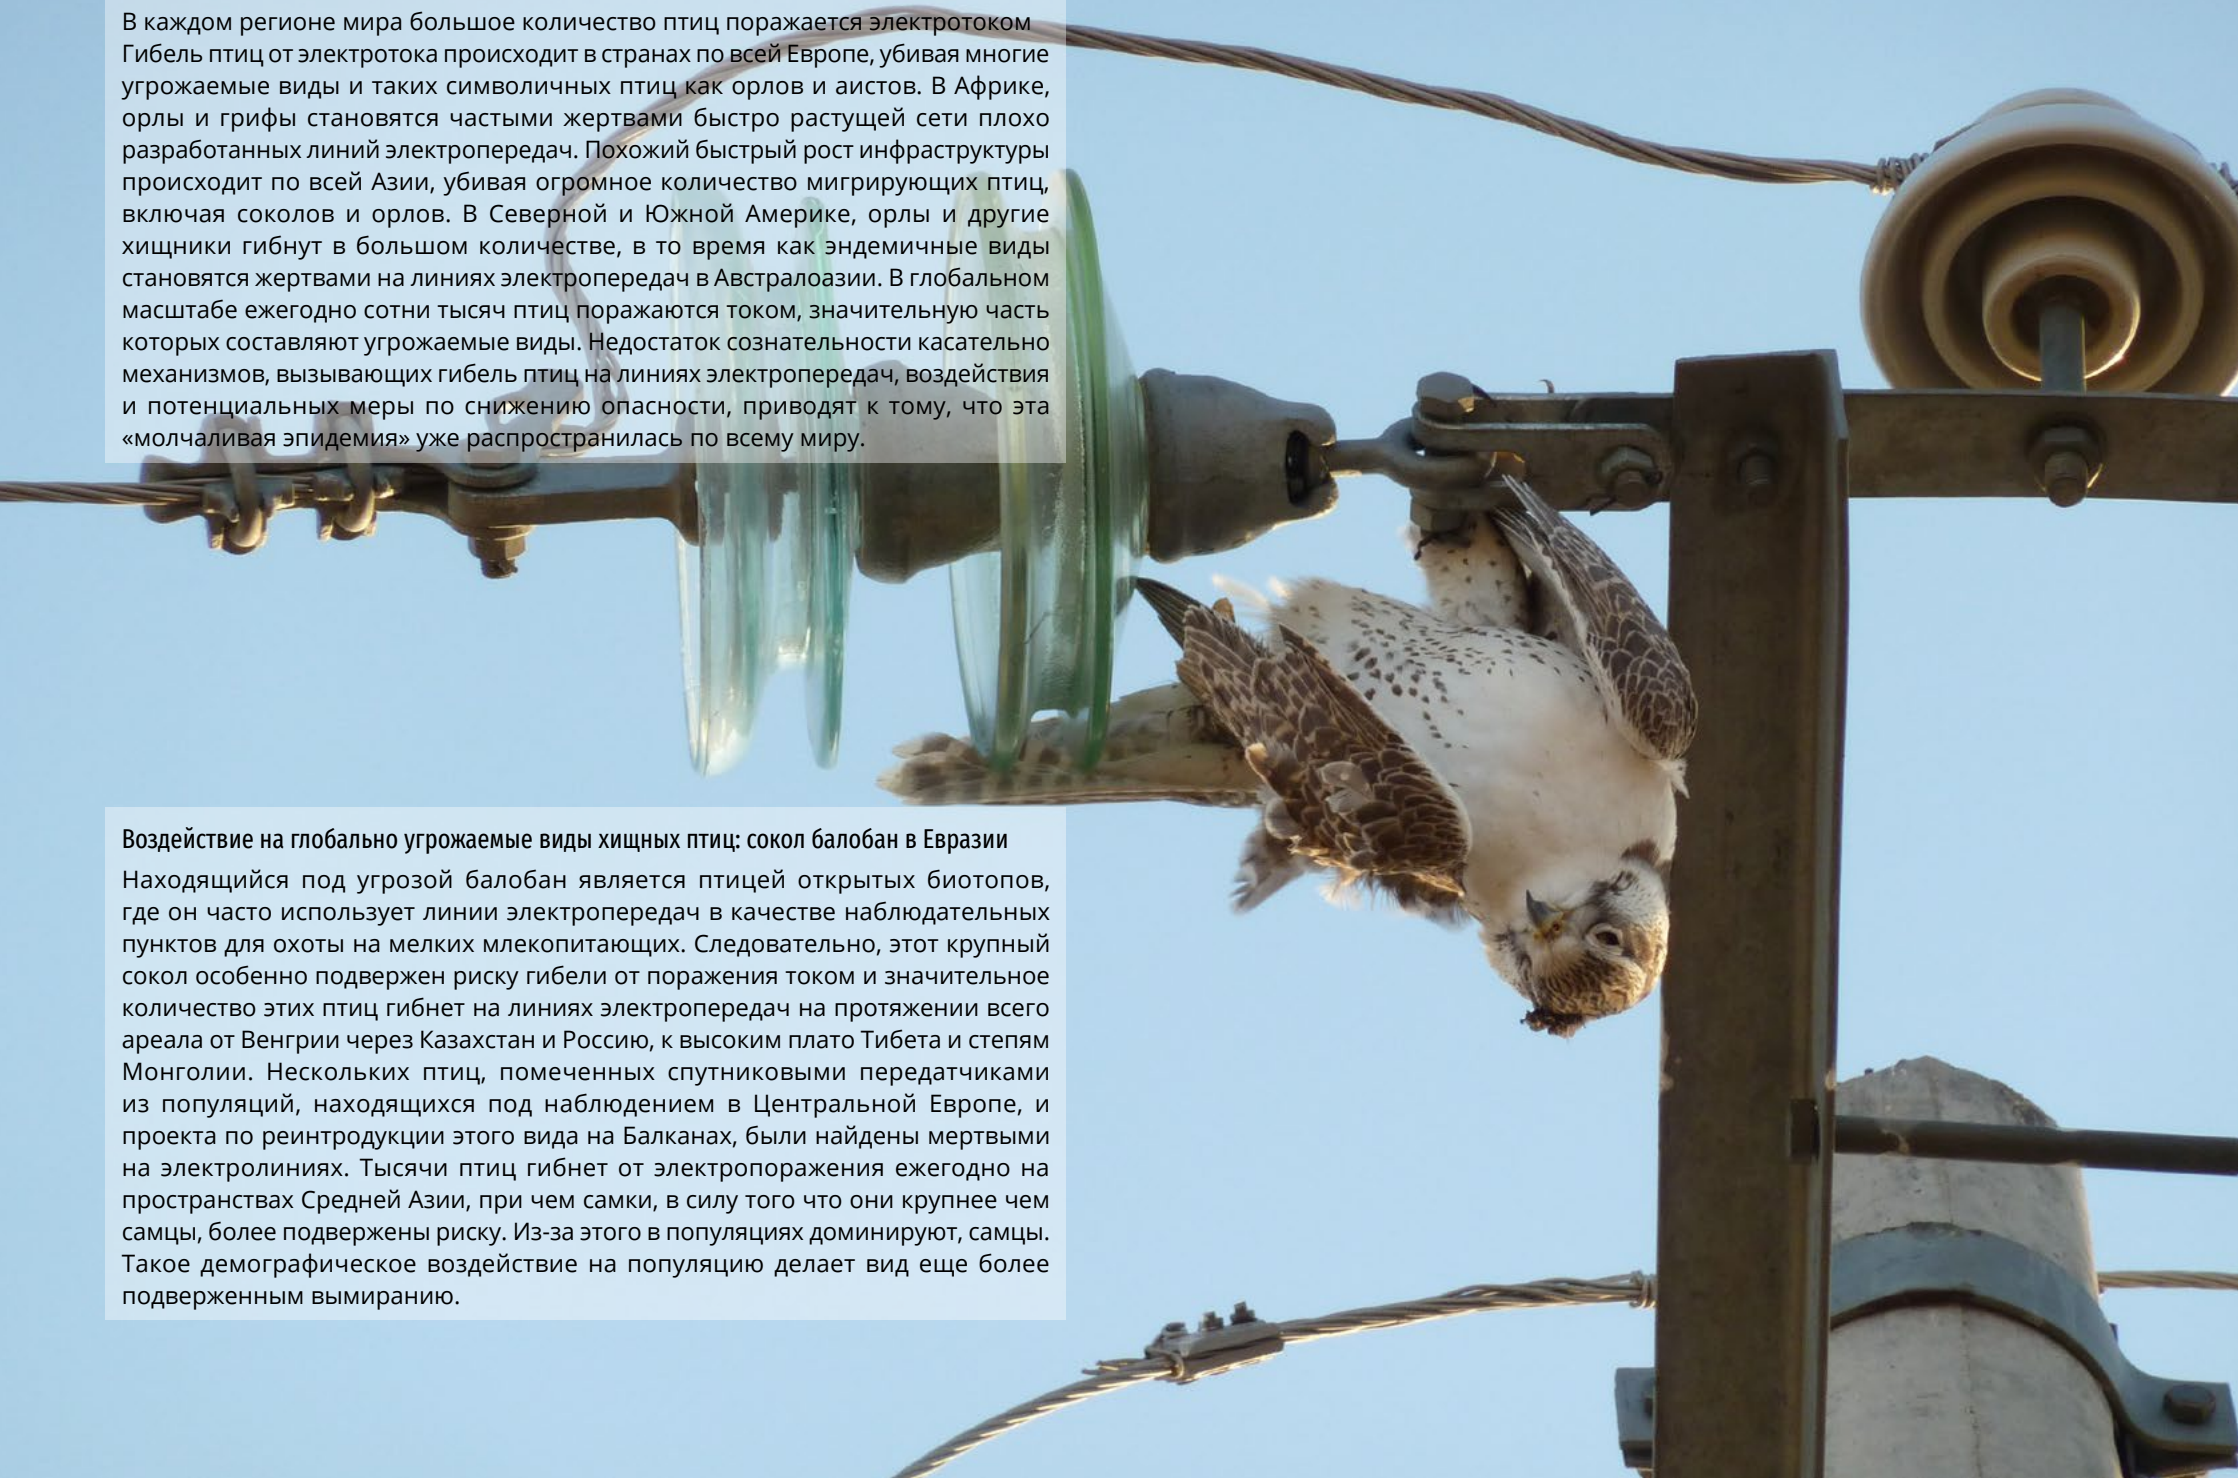 В каждом регионе мира большое количество птиц поражается электротоком
Гибель птиц от электротока происходит в странах по всей Европе, убивая многие
угрожаемые виды и таких символичных птиц как орлов и аистов. В Африке,
орлы и грифы становятся частыми жертвами быстро растущей сети плохо
разработанных линий электропередач. Похожий быстрый рост инфраструктуры
происходит по всей Азии, убивая огромное количество мигрирующих птиц,
включая соколов и орлов. В Северной и Южной Америке, орлы и другие
хищники гибнут в большом количестве, в то время как эндемичные виды
становятся жертвами на линиях электропередач в Австралоазии. В глобальном
масштабе ежегодно сотни тысяч птиц поражаются током, значительную часть
которых составляют угрожаемые виды. Недостаток сознательности касательно
механизмов, вызывающих гибель птиц на линиях электропередач, воздействия
и потенциальных меры по снижению опасности, приводят к тому, что эта
«молчаливая эпидемия» уже распространилась по всему миру.
Воздействие на глобально угрожаемые виды хищных птиц: сокол балобан в Евразии
Находящийся под угрозой балобан является птицей открытых биотопов,
где он часто использует линии электропередач в качестве наблюдательных
пунктов для охоты на мелких млекопитающих. Следовательно, этот крупный
сокол особенно подвержен риску гибели от поражения током и значительное
количество этих птиц гибнет на линиях электропередач на протяжении всего
ареала от Венгрии через Казахстан и Россию, к высоким плато Тибета и степям
Монголии. Нескольких птиц, помеченных спутниковыми передатчиками
из популяций, находящихся под наблюдением в Центральной Европе, и
проекта по реинтродукции этого вида на Балканах, были найдены мертвыми
на электролиниях. Тысячи птиц гибнет от электропоражения ежегодно на
пространствах Средней Азии, при чем самки, в силу того что они крупнее чем
самцы, более подвержены риску. Из-за этого в популяциях доминируют, самцы.
Такое демографическое воздействие на популяцию делает вид еще более
подверженным вымиранию.